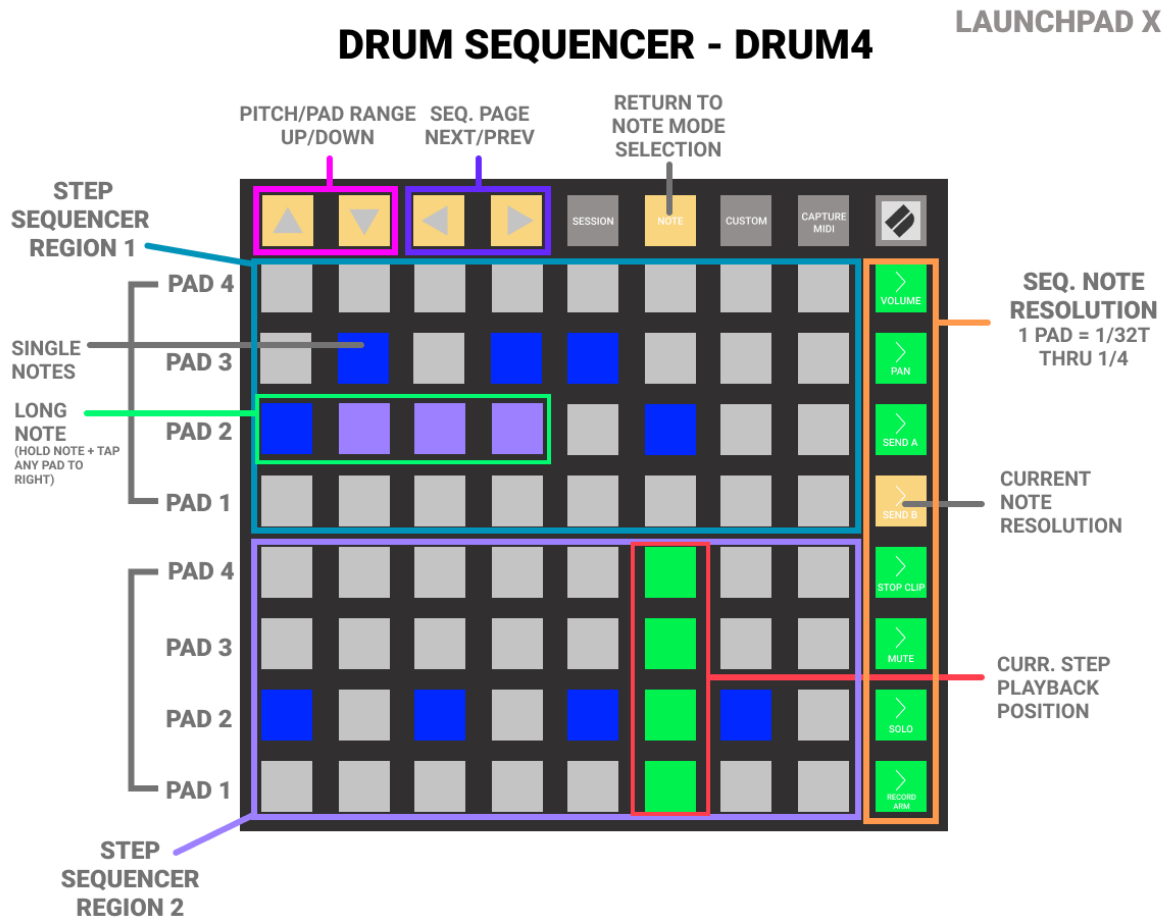 LAUNCHPAD X
DRUM SEQUENCER - DRUM4
PITCH/PAD RANGE
UP/DOWN
SEQ. PAGE
NEXT/PREV
RETURN TO
NOTE MODE
SELECTION
STEP
SEQUENCER
REGION 1
SESSION
NOTE
CUSTOM
CAPTURE
MIDI
PAD 4
VOLUME
SEQ. NOTE
RESOLUTION
1 PAD = 1/32T
THRU 1/4
SINGLE
NOTES
PAD 3
PAN
LONG
NOTE
(HOLD NOTE + TAP
ANY PAD TO
RIGHT)
PAD 2
SEND A
PAD 1
SEND B
CURRENT
NOTE
RESOLUTION
PAD 4
STOP CLIP
PAD 3
MUTE
CURR. STEP
PLAYBACK
POSITION
PAD 2
SOLO
PAD 1
RECORD
ARM
STEP
SEQUENCER
REGION 2